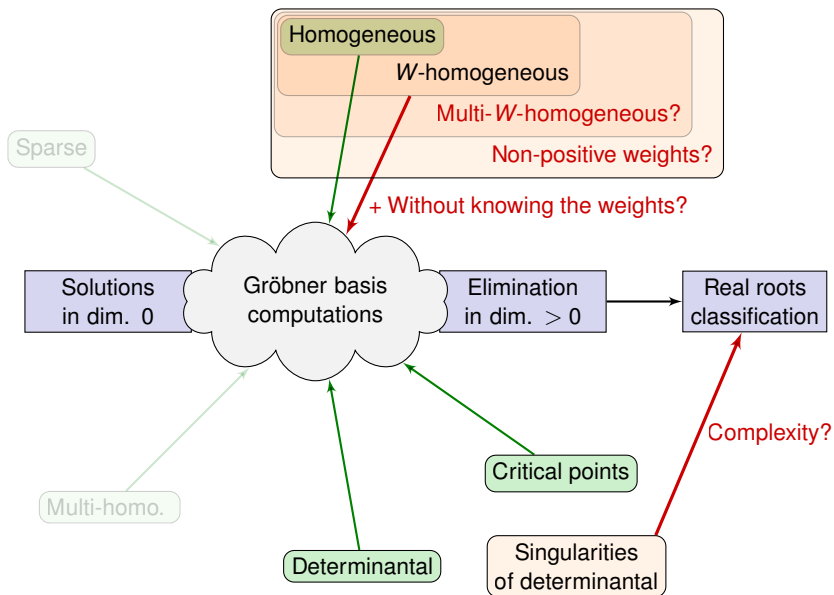 Homogeneous
W-homogeneous
Multi-W-homogeneous?
Sparse
Non-positive weights?
+ Without knowing the weights?
Solutions
in dim. 0
Gröbner basis
computations
Elimination
in dim. > 0
Real roots
classification
Complexity?
Critical points
Multi-homo.
Determinantal
Singularities
of determinantal